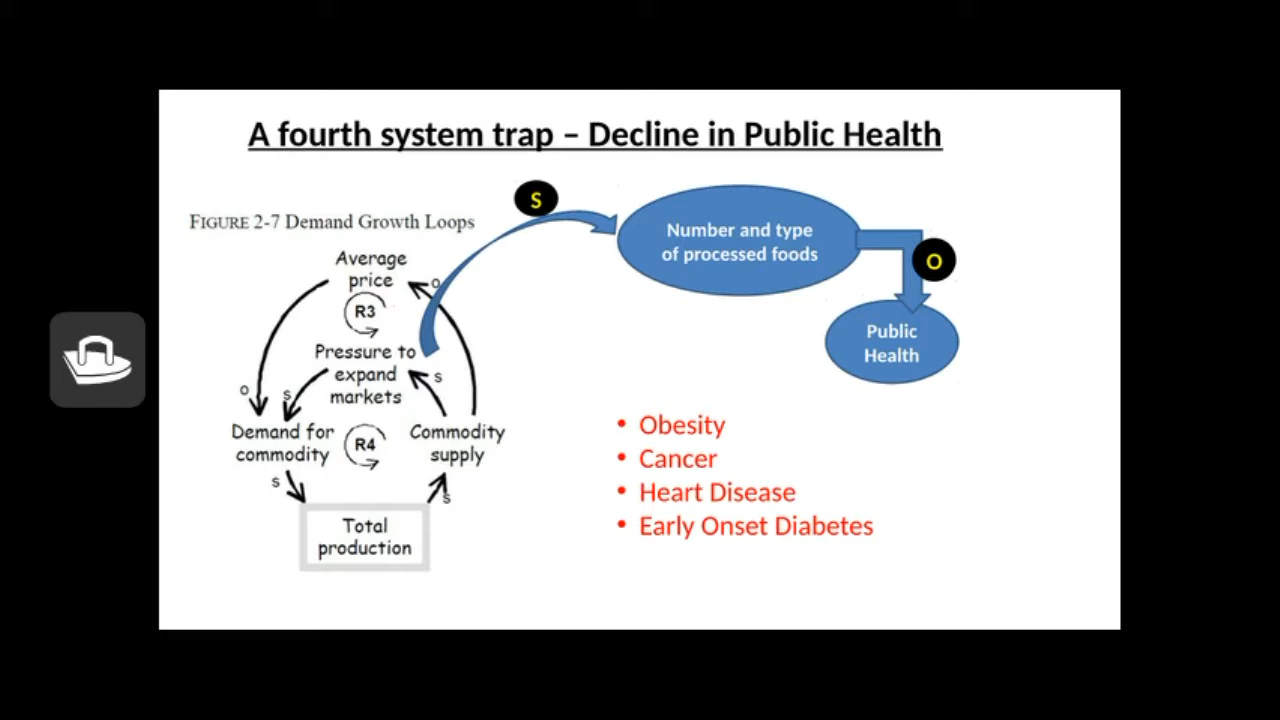 A fourth system trap – Decline in Public Health
S
FIGURE 2-7 Demand Growth Loops
Number and type
of processed foods
O
Average
price
o
R3
Public
Health
Pressure to
expand
markets
s
o
s
Demand for
commodity
R4
Commodity
supply
s
s
Total
production
• Obesity
• Cancer
• Heart Disease
• Early Onset Diabetes